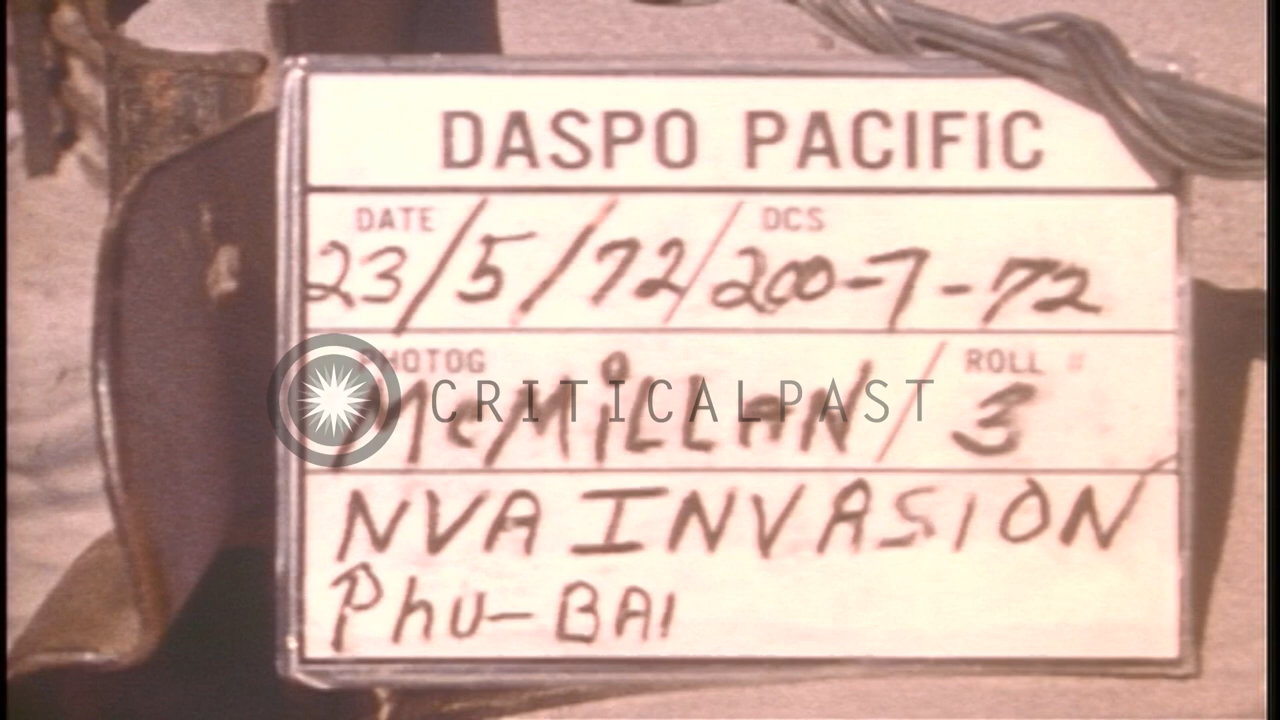 DASPO PACIFIC
DATE DCS
23/5/72/200-7-72
PHOTOG ROLL #
McMiLLAN/3
CRITICALPAST
NVA INVASiON
Phu-BAI